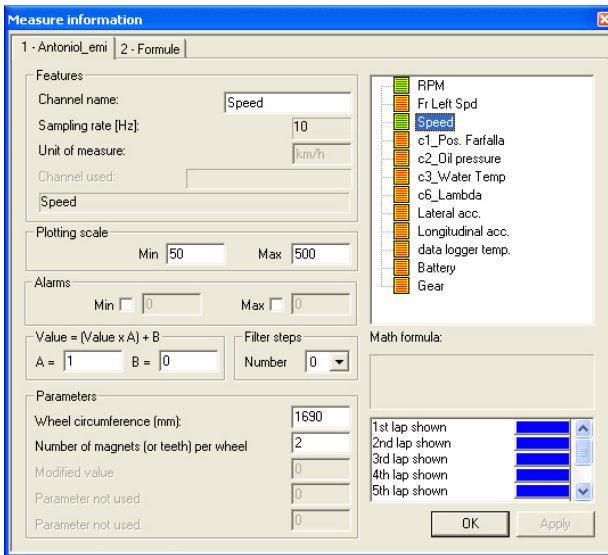 Measure information
1 - Antoniol_emi
2 - Formule
Features
Channel name:
Speed
Sampling rate [Hz]:
10
Unit of measure:
km/h
Channel used:
Speed
Plotting scale
Min 50
Max 500
Alarms
Min 0
Max 0
Value = (Value x A) + B
A = 1
B = 0
Filter steps
Number 0
Parameters
Wheel circumference (mm):
1690
Number of magnets (or teeth) per wheel
2
Modified value
0
Parameter not used.
0
Parameter not used.
0
RPM
Fr Left Spd
Speed
c1_Pos. Farfalla
c2_Oil pressure
c3_Water Temp
c6_Lambda
Lateral acc.
Longitudinal acc.
data logger temp.
Battery
Gear
Math formula:
1st lap shown
2nd lap shown
3rd lap shown
4th lap shown
5th lap shown
OK
Apply